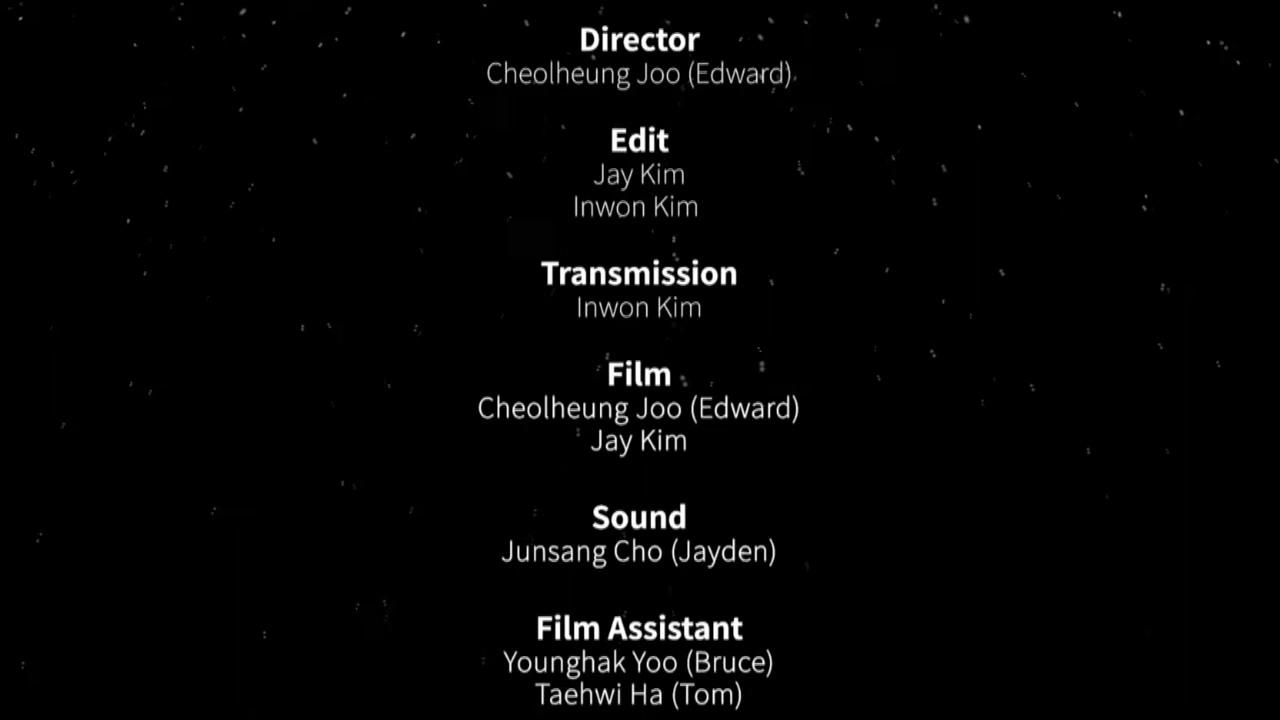 Director
Cheolheung Joo (Edward)
Edit
Jay Kim
Inwon Kim
Transmission
Inwon Kim
Film
Cheolheung Joo (Edward)
Jay Kim
Sound
Junsang Cho (Jayden)
Film Assistant
Younghak Yoo (Bruce)
Taehwi Ha (Tom)